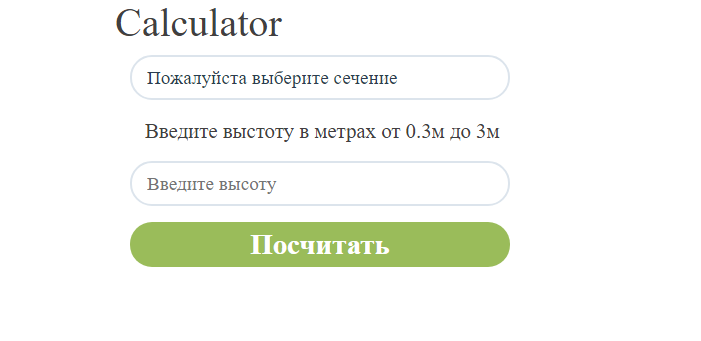 Calculator
Пожалуйста выберите сечение
Введите выстоту в метрах от 0.3м до 3м
Введите высоту
Посчитать